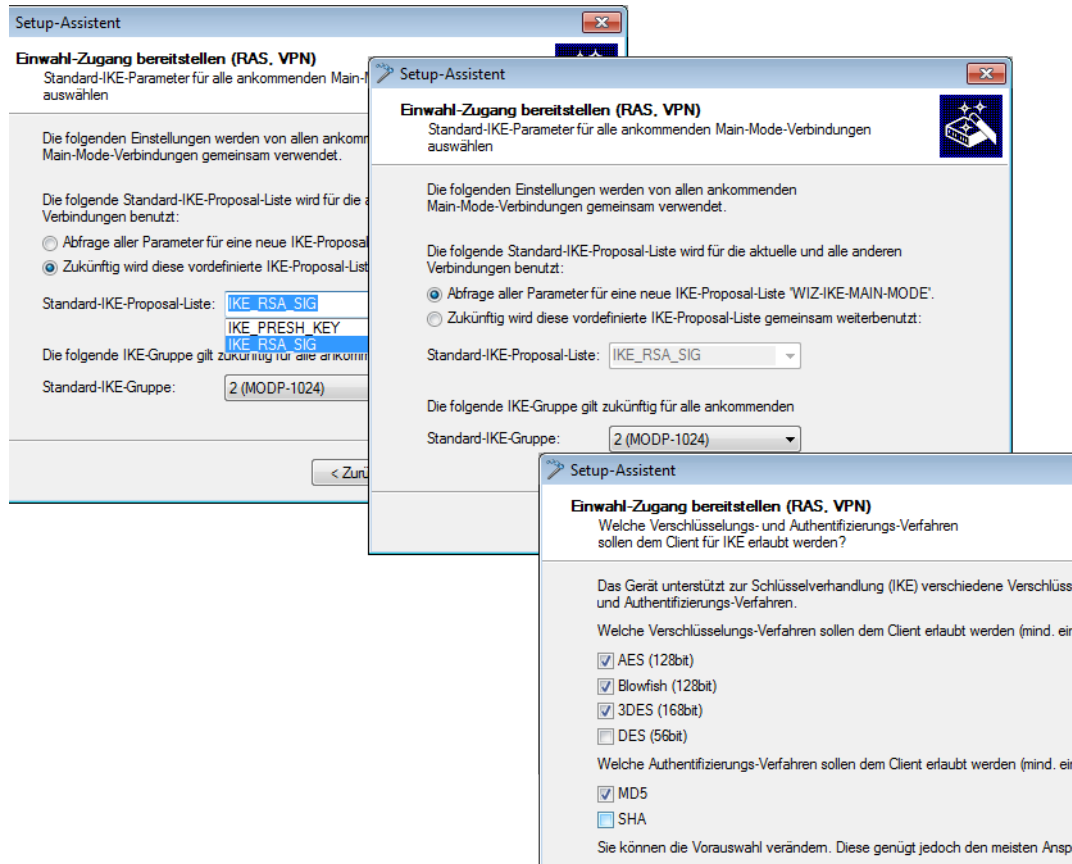 Setup-Assistent
Einwahl-Zugang bereitstellen (RAS, VPN)
Standard-IKE-Parameter für alle ankommenden
auswählen
Die folgenden Einstellungen werden von allen
Main-Mode-Verbindungen gemeinsam verwendet.
Die folgende Standard-IKE-Proposal-Liste wird für die
Verbindungen benutzt:
Abfrage aller Parameter für eine neue IKE-Proposal
Zukünftig wird diese vordefinierte IKE-Proposal-List
Standard-IKE-Proposal-Liste: IKE_RSA_SIG
IKE_PRESH_KEY
IKE_RSA_SIG
Die folgende IKE-Gruppe gilt zukünftig für alle
Standard-IKE-Gruppe: 2 (MODP-1024)
< Zurü
Setup-Assistent
Einwahl-Zugang bereitstellen (RAS, VPN)
Standard-IKE-Parameter für alle ankommenden Main-Mode-Verbindungen
auswählen
Die folgenden Einstellungen werden von allen ankommenden
Main-Mode-Verbindungen gemeinsam verwendet.
Die folgende Standard-IKE-Proposal-Liste wird für die aktuelle und alle anderen
Verbindungen benutzt:
Abfrage aller Parameter für eine neue IKE-Proposal-Liste 'WIZ-IKE-MAIN-MODE'.
Zukünftig wird diese vordefinierte IKE-Proposal-Liste gemeinsam weiterbenutzt:
Standard-IKE-Proposal-Liste: IKE_RSA_SIG
Die folgende IKE-Gruppe gilt zukünftig für alle ankommenden
Standard-IKE-Gruppe: 2 (MODP-1024)
Setup-Assistent
Einwahl-Zugang bereitstellen (RAS, VPN)
Welche Verschlüsselungs- und Authentifizierungs-Verfahren
sollen dem Client für IKE erlaubt werden?
Das Gerät unterstützt zur Schlüsselverhandlung (IKE) verschiedene Verschlüss
und Authentifizierungs-Verfahren.
Welche Verschlüsselungs-Verfahren sollen dem Client erlaubt werden (mind. ein
AES (128bit)
Blowfish (128bit)
3DES (168bit)
DES (56bit)
Welche Authentifizierungs-Verfahren sollen dem Client erlaubt werden (mind. ein
MD5
SHA
Sie können die Vorauswahl verändern. Diese genügt jedoch den meisten Ansp